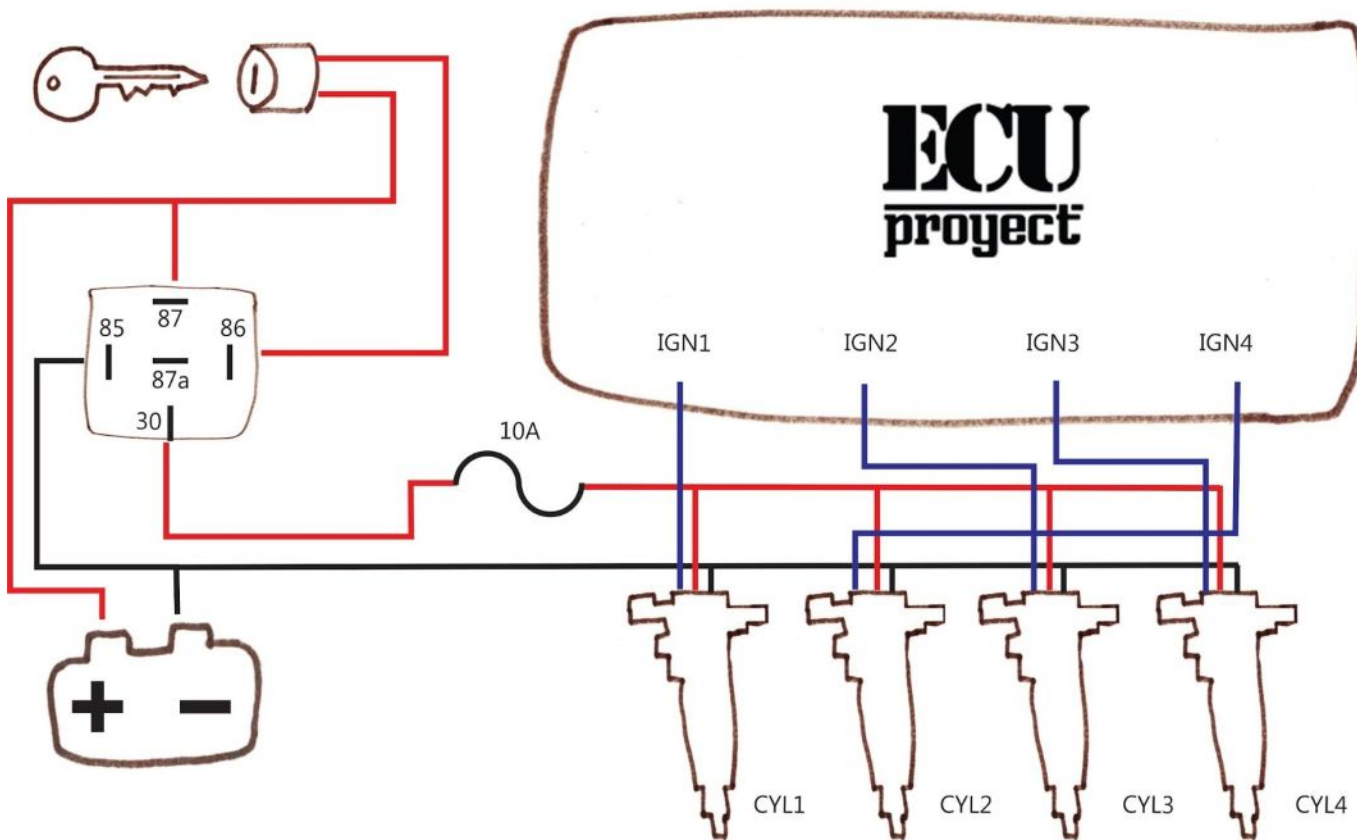 ECU
proyect
87
85
86
87a
30
IGN1
IGN2
IGN3
IGN4
10A
+
-
CYL1
CYL2
CYL3
CYL4